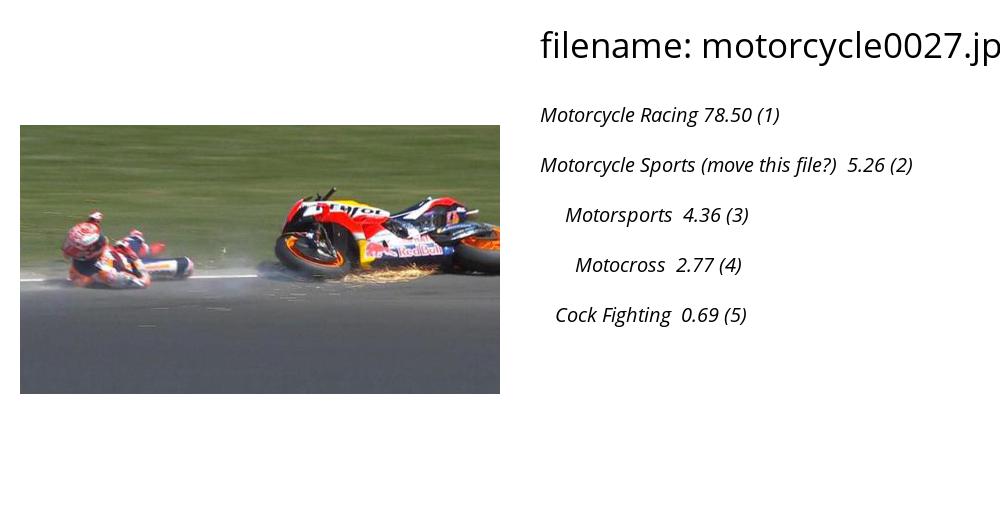 filename: motorcycle0027.jp
Motorcycle Racing 78.50 (1)
Motorcycle Sports (move this file?) 5.26 (2)
Motorsports 4.36 (3)
Motocross 2.77 (4)
Cock Fighting 0.69 (5)
RedBull